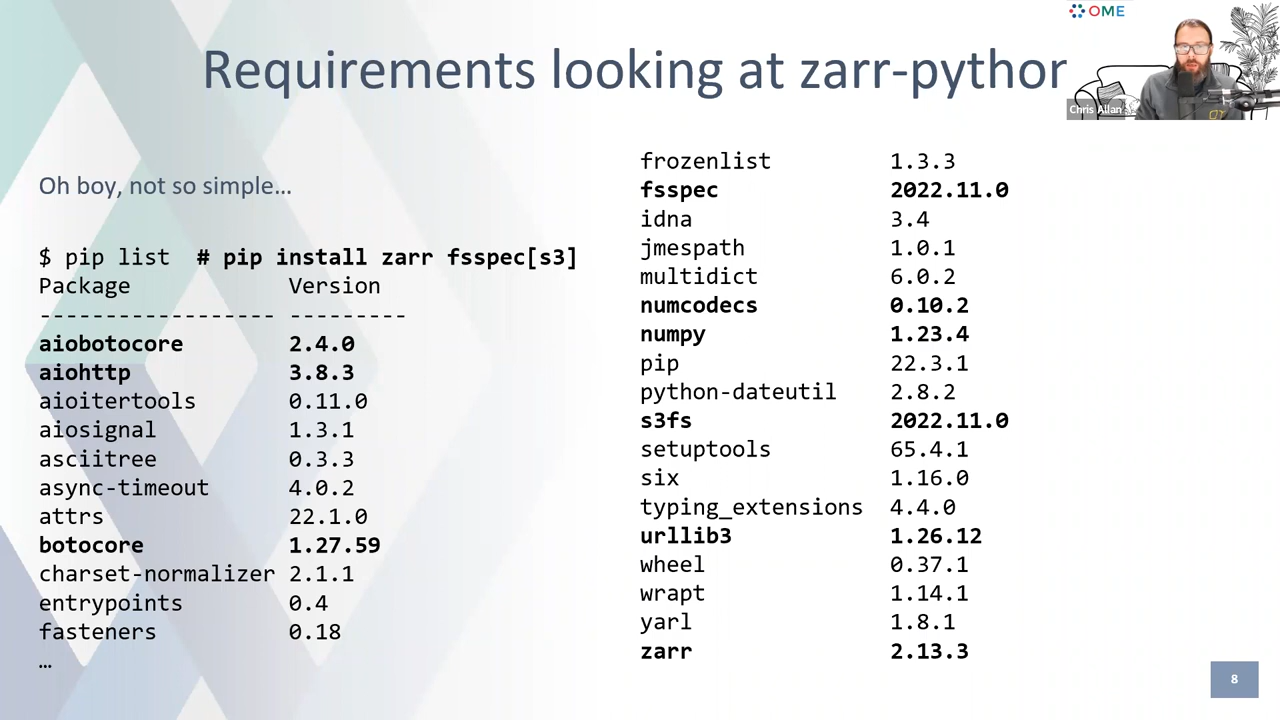 OME
Requirements looking at zarr-pythor
Chris Allan
Oh boy, not so simple…
$ pip list # pip install zarr fsspec[s3]
Package Version
------------------ ---------
aiobotocore 2.4.0
aiohttp 3.8.3
aioitertools 0.11.0
aiosignal 1.3.1
asciitree 0.3.3
async-timeout 4.0.2
attrs 22.1.0
botocore 1.27.59
charset-normalizer 2.1.1
entrypoints 0.4
fasteners 0.18
…
frozenlist 1.3.3
fsspec 2022.11.0
idna 3.4
jmespath 1.0.1
multidict 6.0.2
numcodecs 0.10.2
numpy 1.23.4
pip 22.3.1
python-dateutil 2.8.2
s3fs 2022.11.0
setuptools 65.4.1
six 1.16.0
typing_extensions 4.4.0
urllib3 1.26.12
wheel 0.37.1
wrapt 1.14.1
yarl 1.8.1
zarr 2.13.3
8